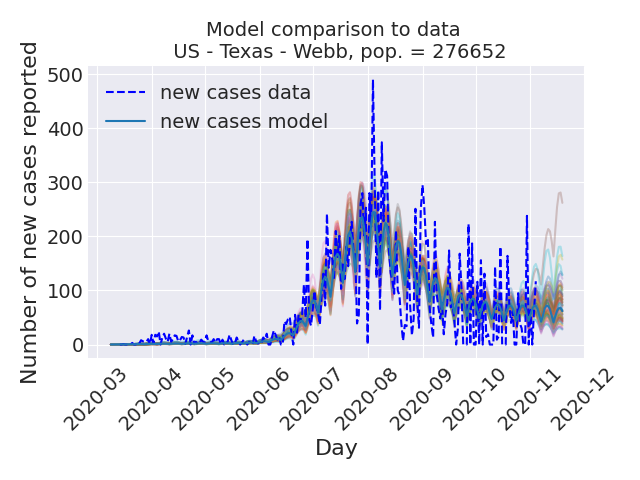 Model comparison to data
US - Texas - Webb, pop. = 276652
Number of new cases reported
500
400
300
200
100
0
new cases data
new cases model
2020-03
2020-04
2020-05
2020-06
2020-07
2020-08
2020-09
2020-10
2020-11
2020-12
Day